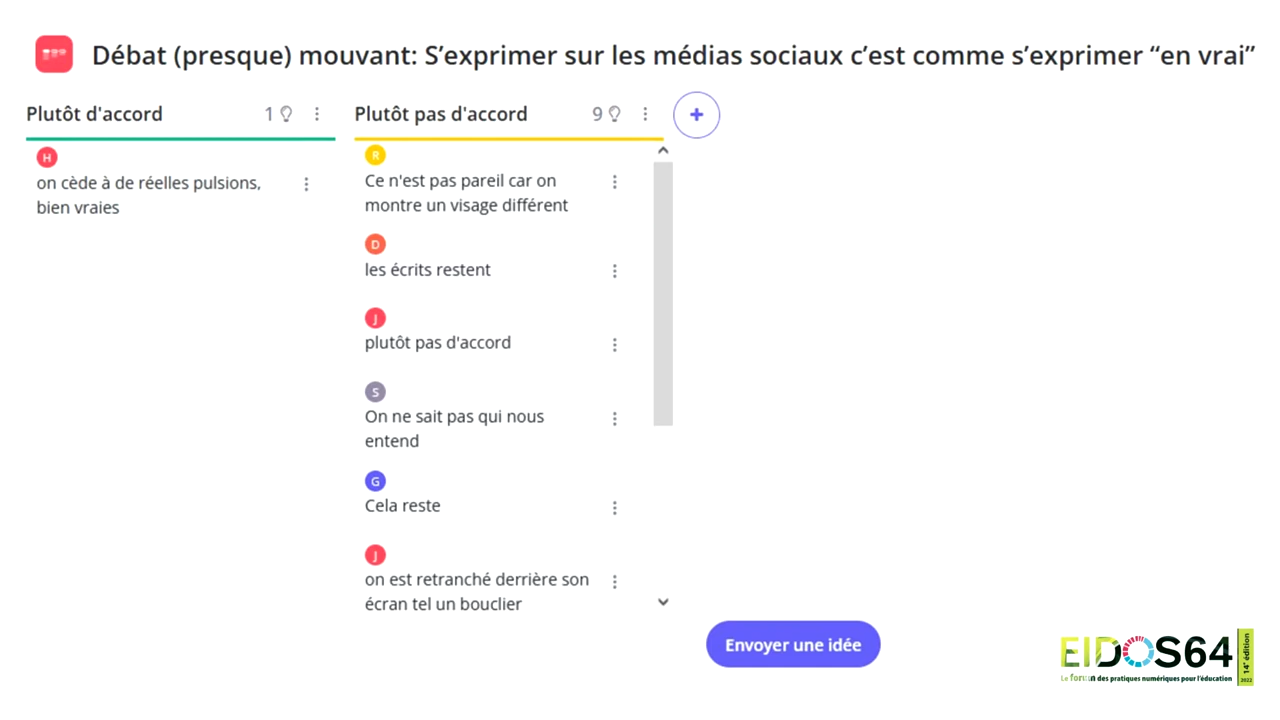 Débat (presque) mouvant: S’exprimer sur les médias sociaux c’est comme s’exprimer “en vrai”
Plutôt d'accord
1
Plutôt pas d'accord
9
H
on cède à de réelles pulsions,
bien vraies
R
Ce n'est pas pareil car on
montre un visage différent
D
les écrits restent
J
plutôt pas d'accord
S
On ne sait pas qui nous
entend
G
Cela reste
J
on est retranché derrière son
écran tel un bouclier
Envoyer une idée
EIDOS64
Le forum des pratiques numériques pour l'éducation
14e édition
2022